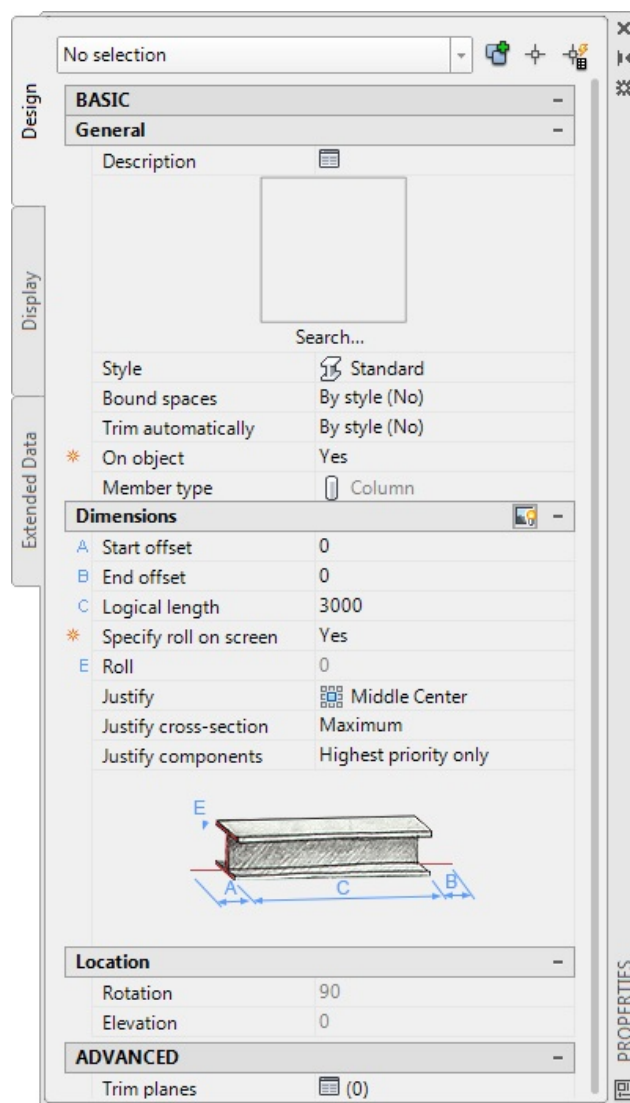 No selection
Design
Display
Extended Data
BASIC
General
Description
Search...
Style Standard
Bound spaces By style (No)
Trim automatically By style (No)
On object Yes
Member type Column
Dimensions
A Start offset 0
B End offset 0
C Logical length 3000
Specify roll on screen Yes
E Roll 0
Justify Middle Center
Justify cross-section Maximum
Justify components Highest priority only
E
A C B
Location
Rotation 90
Elevation 0
ADVANCED
Trim planes (0)
PROPERTIES